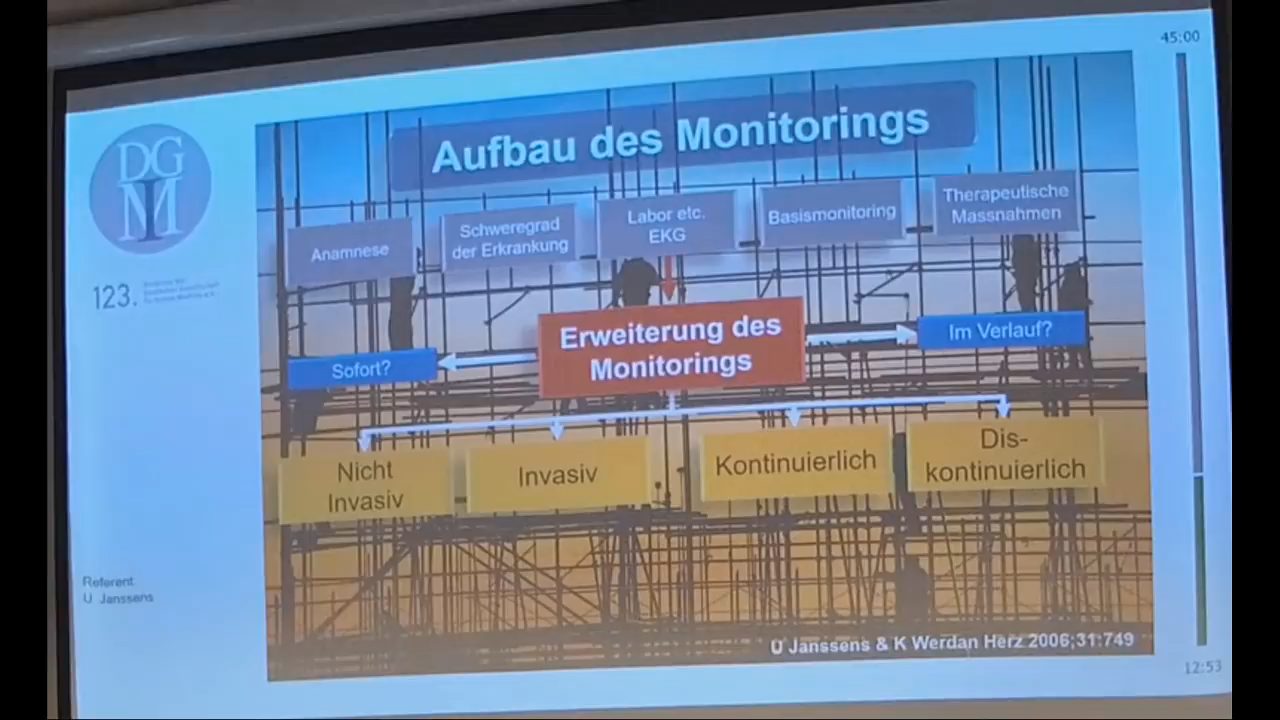 45:00
DG
IM
Aufbau des Monitorings
Anamnese
Schweregrad
der Erkrankung
Labor etc.
EKG
Basismonitoring
Therapeutische
Massnahmen
123.
Erweiterung des
Monitorings
Sofort?
Im Verlauf?
Nicht
Invasiv
Invasiv
Kontinuierlich
Dis-
kontinuierlich
Referent
U Janssens
U Janssens & K Werdan Herz 2006;31:749
12:53